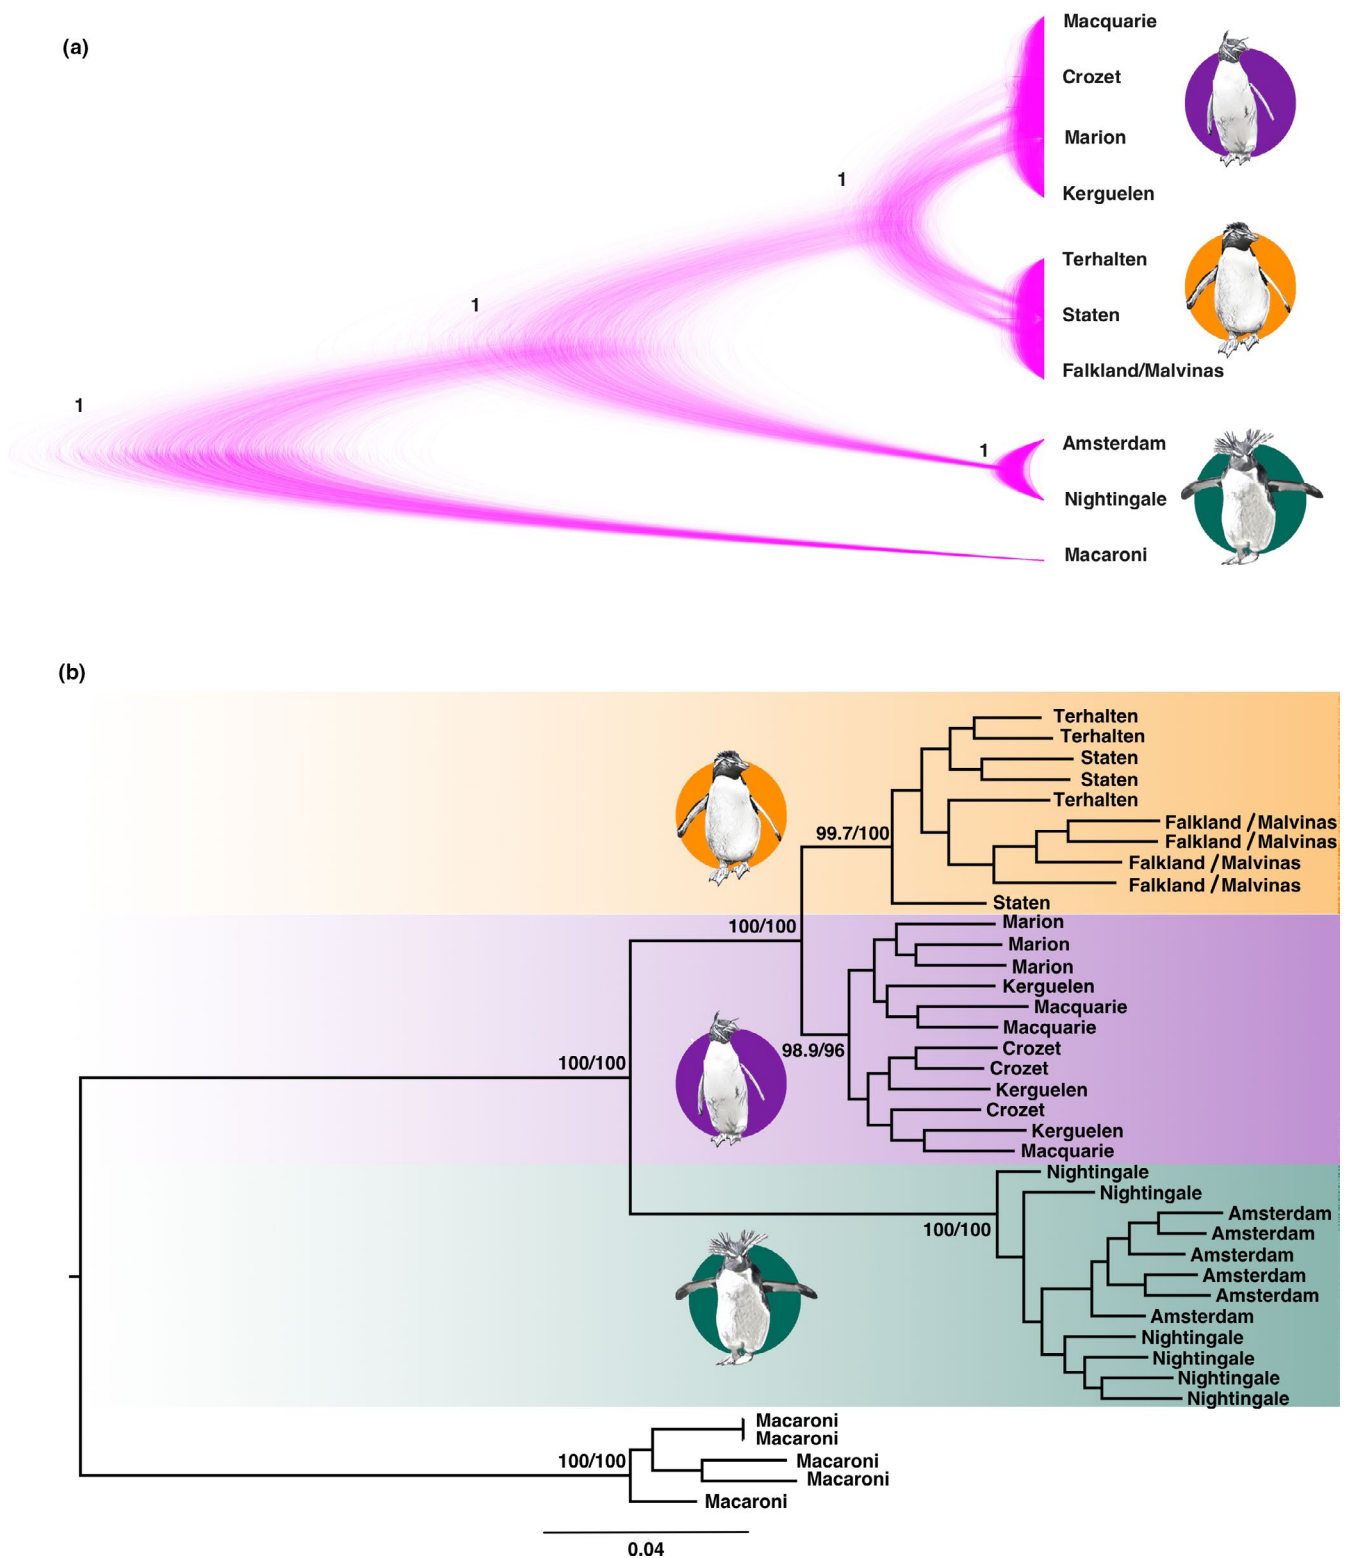 (a)
Macquarie
Crozet
Marion
1
Kerguelen
Terhalten
1
Staten
Falkland/Malvinas
1
Amsterdam
1
Nightingale
Macaroni
(b)
Terhalten
Terhalten
Staten
Staten
Terhalten
Falkland /Malvinas
99.7/100
Falkland /Malvinas
Falkland /Malvinas
Falkland /Malvinas
Staten
Marion
100/100
Marion
Marion
Kerguelen
Macquarie
Macquarie
Crozet
98.9/96
100/100
Crozet
Kerguelen
Crozet
Kerguelen
Macquarie
Nightingale
Nightingale
Amsterdam
100/100
Amsterdam
Amsterdam
Amsterdam
Amsterdam
Amsterdam
Nightingale
Nightingale
Nightingale
Nightingale
Macaroni
Macaroni
100/100
Macaroni
Macaroni
Macaroni
0.04